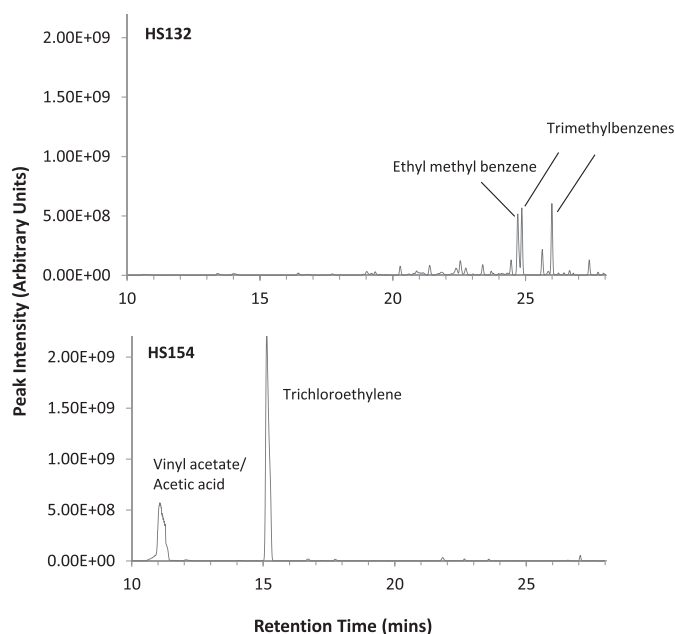 HS132
2.00E+09
1.50E+09
1.00E+09
5.00E+08
0.00E+00
Trimethylbenzenes
Ethyl methyl benzene
10 15 20 25
Peak Intensity (Arbitrary Units)
HS154
2.00E+09
1.50E+09
1.00E+09
5.00E+08
0.00E+00
Trichloroethylene
Vinyl acetate/
Acetic acid
10 15 20 25
Retention Time (mins)